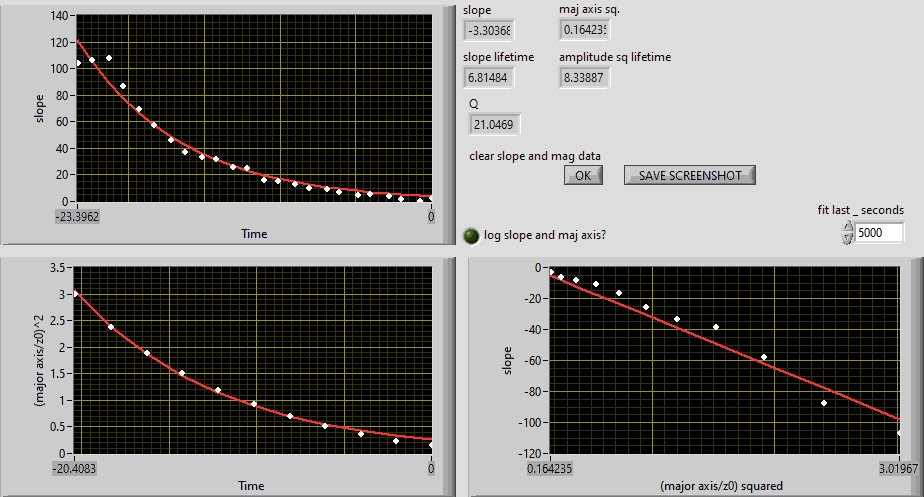 140
120
100
80
60
40
20
0
slope
-23.3962
0
Time
slope
maj axis sq.
-3.30368
0.164235
slope lifetime
amplitude sq lifetime
6.81484
8.33887
Q
21.0469
clear slope and mag data
OK
SAVE SCREENSHOT
fit last _ seconds
log slope and maj axis?
5000
3.5
3
2.5
2
1.5
1
0.5
0
(major axis/z0)^2
-20.4083
0
Time
0
-20
-40
-60
-80
-100
-120
slope
0.164235
3.01967
(major axis/z0) squared